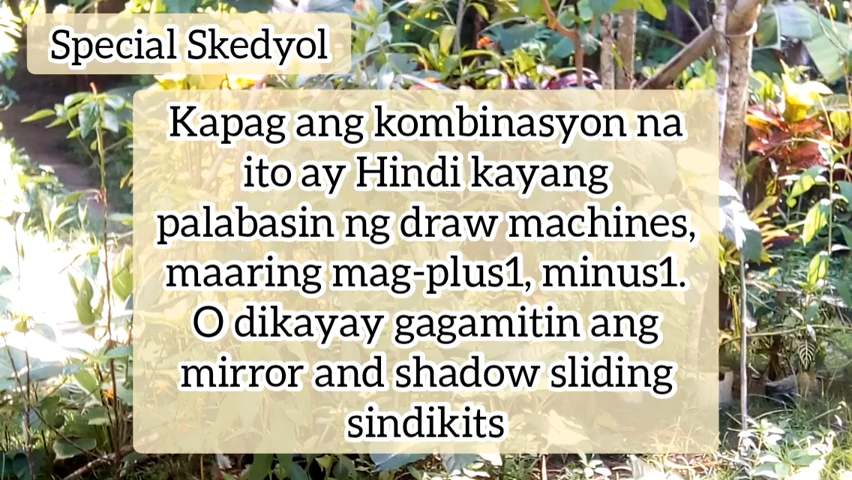 Special Skedyol
Kapag ang kombinasyon na
ito ay Hindi kayang
palabasin ng draw machines,
maaring mag-plus1, minus1.
O dikayay gagamitin ang
mirror and shadow sliding
sindikits